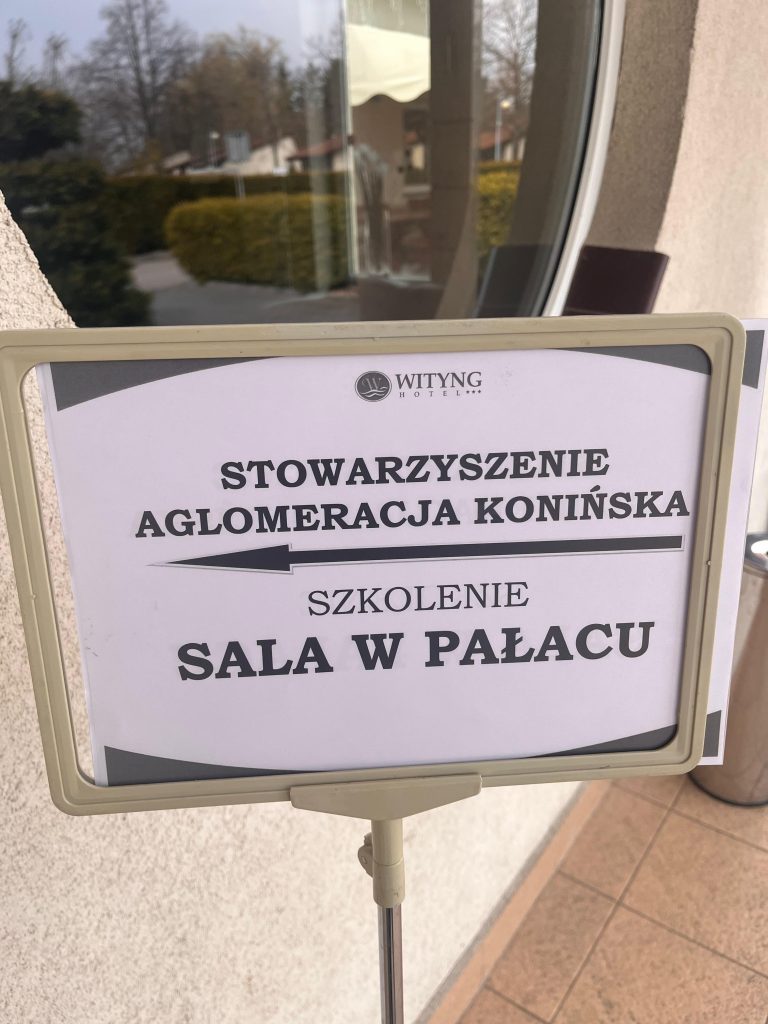 W WITYNG
HOTEL***
STOWARZYSZENIE
AGLOMERACJA KONIŃSKA
SZKOLENIE
SALA W PAŁACU